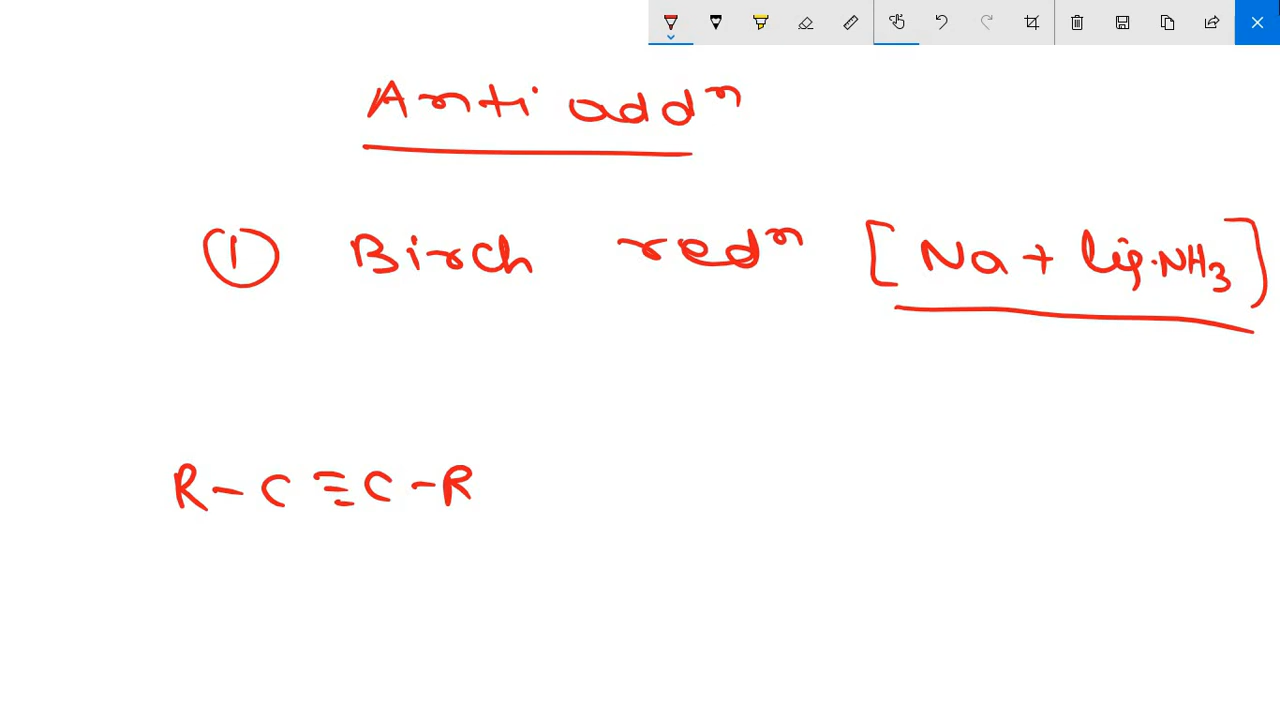 Anti addⁿ
① Birch redⁿ [Na + liq.NH₃]
R - C ≡ C - R